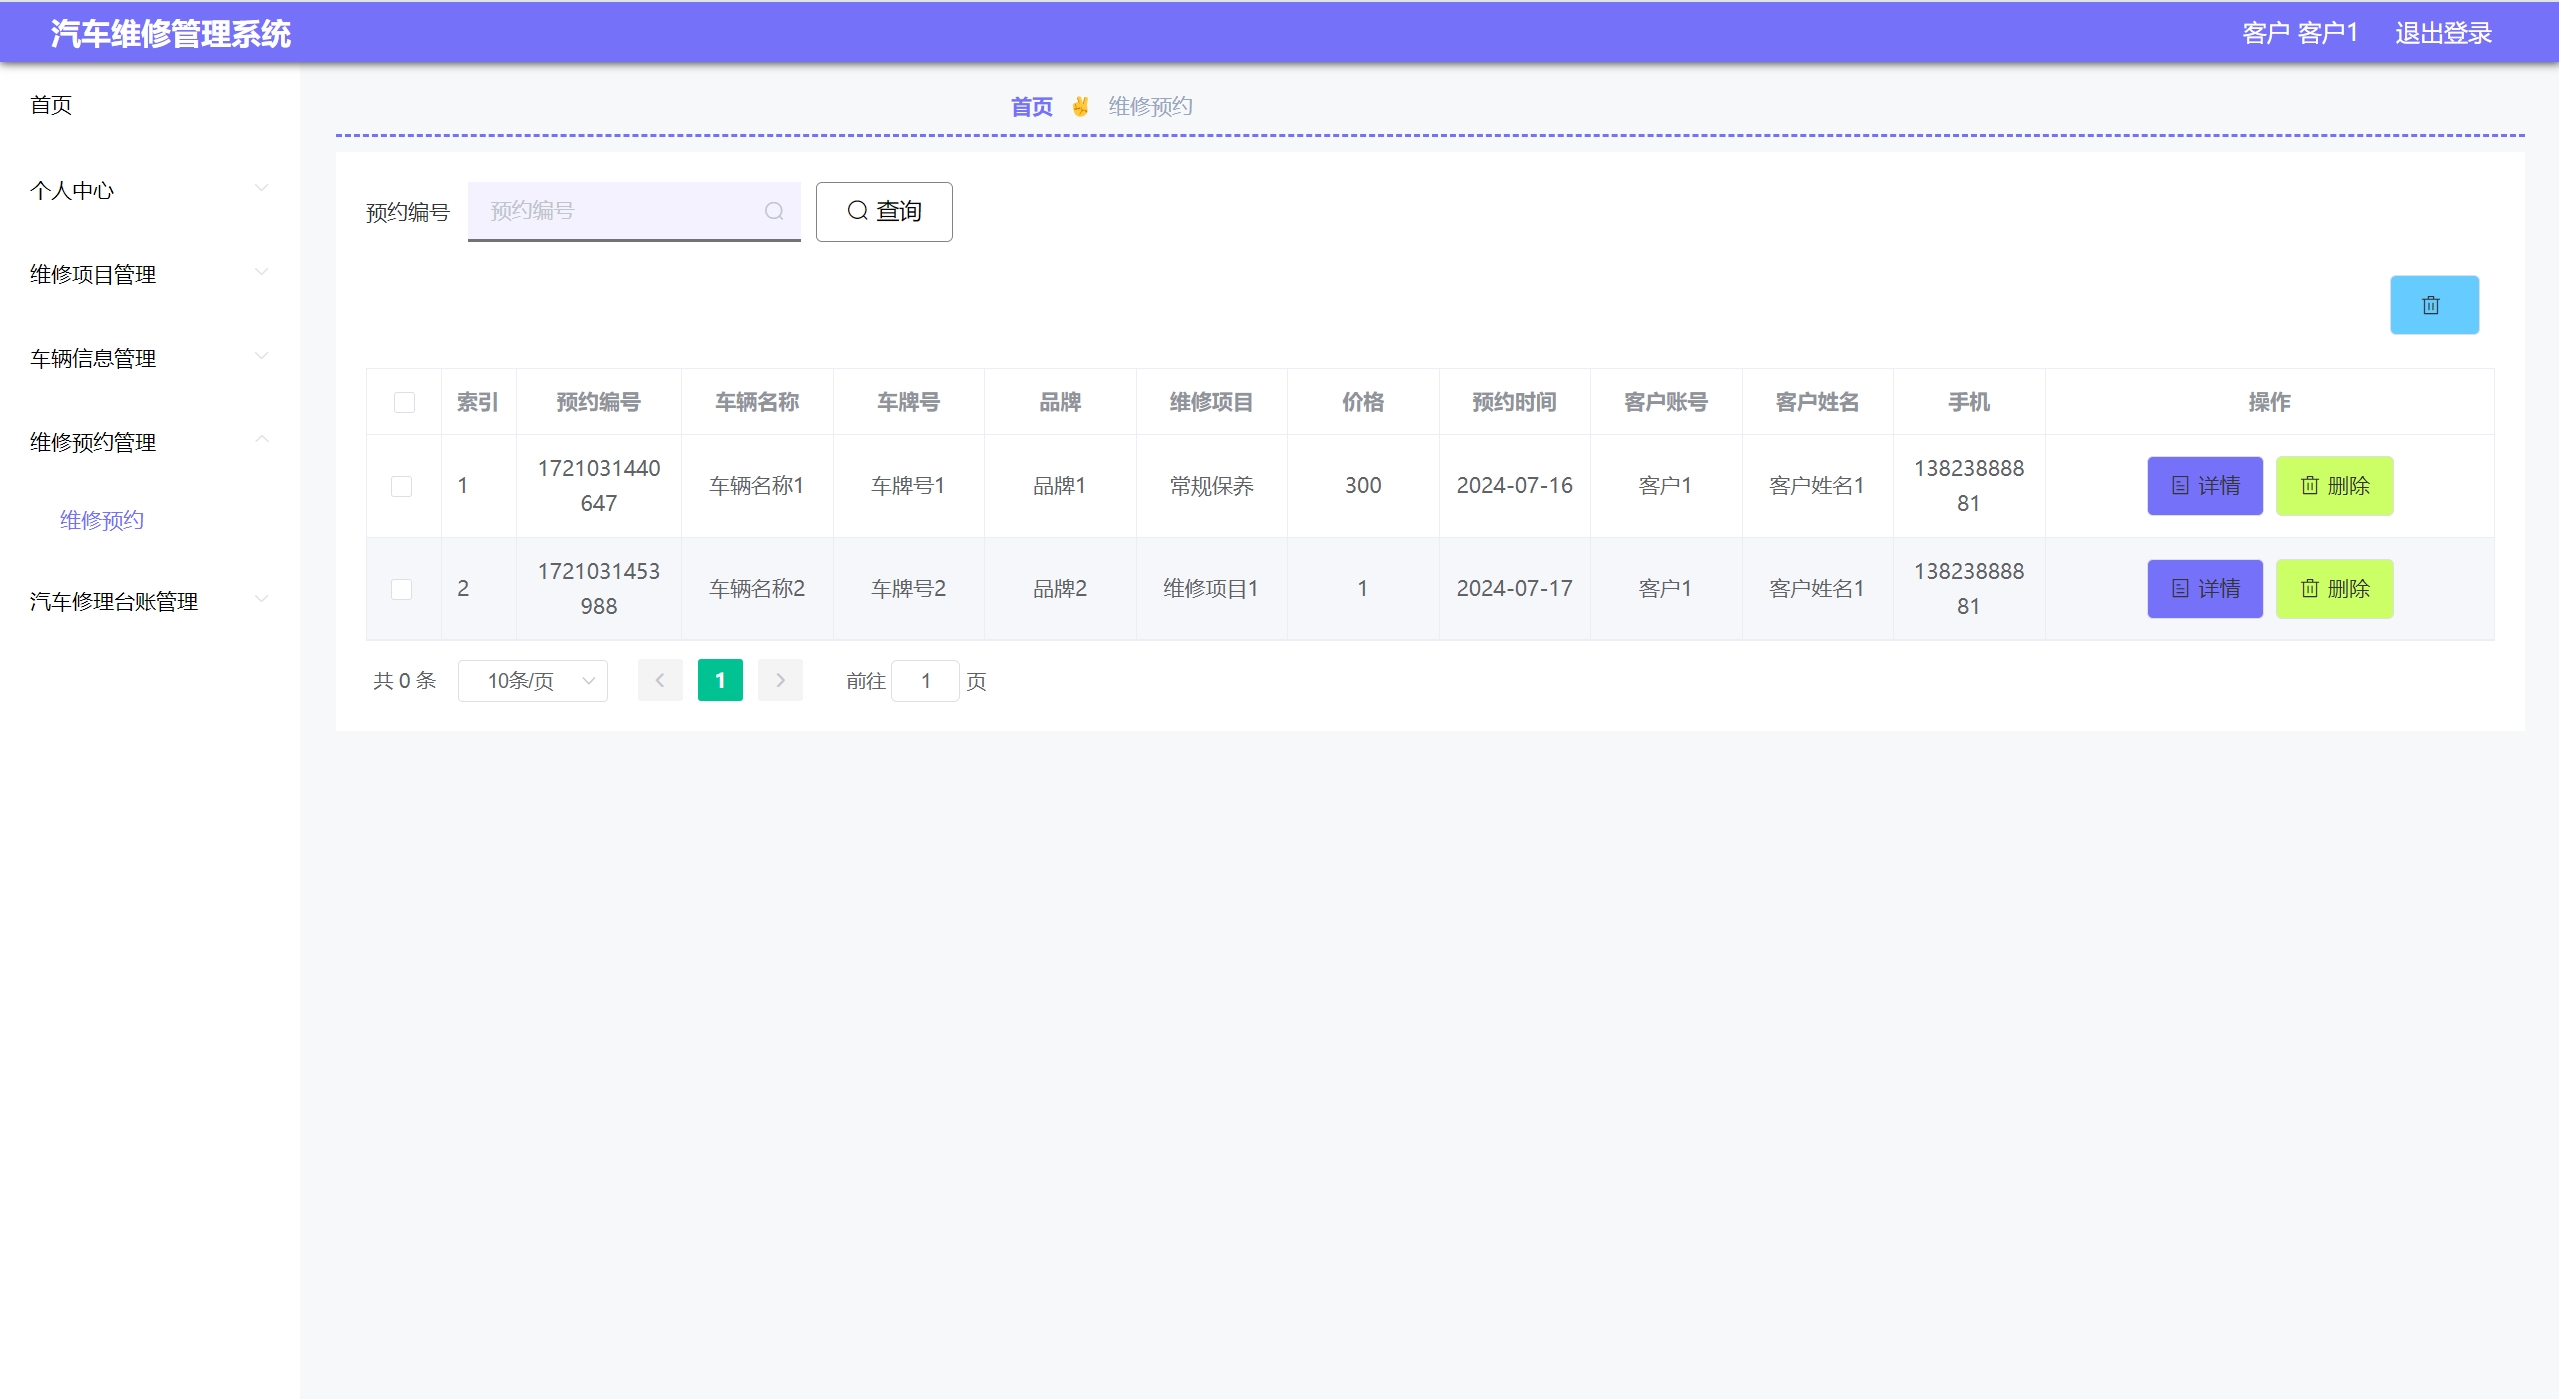 汽车维修管理系统
客户 客户1 退出登录
首页
个人中心
维修项目管理
车辆信息管理
维修预约管理
维修预约
汽车修理台账管理
首页 ✌ 维修预约
预约编号 预约编号 查询
索引 预约编号 车辆名称 车牌号 品牌 维修项目 价格 预约时间 客户账号 客户姓名 手机 操作
1 1721031440647 车辆名称1 车牌号1 品牌1 常规保养 300 2024-07-16 客户1 客户姓名1 13823888881 详情 删除
2 1721031453988 车辆名称2 车牌号2 品牌2 维修项目1 1 2024-07-17 客户1 客户姓名1 13823888881 详情 删除
共 0 条 10条/页 1 前往 1 页